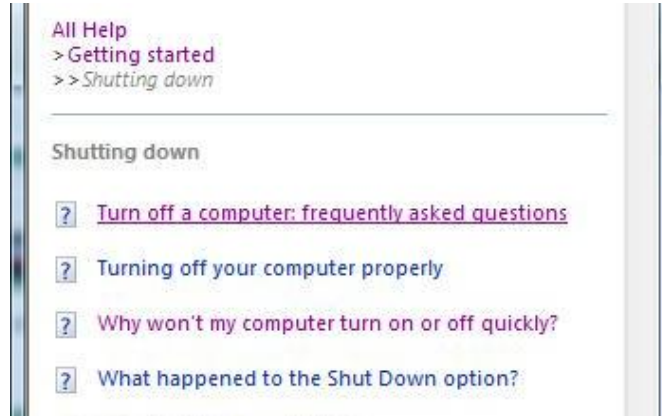 All Help
>Getting started
>>Shutting down
Shutting down
? Turn off a computer: frequently asked questions
? Turning off your computer properly
? Why won't my computer turn on or off quickly?
? What happened to the Shut Down option?